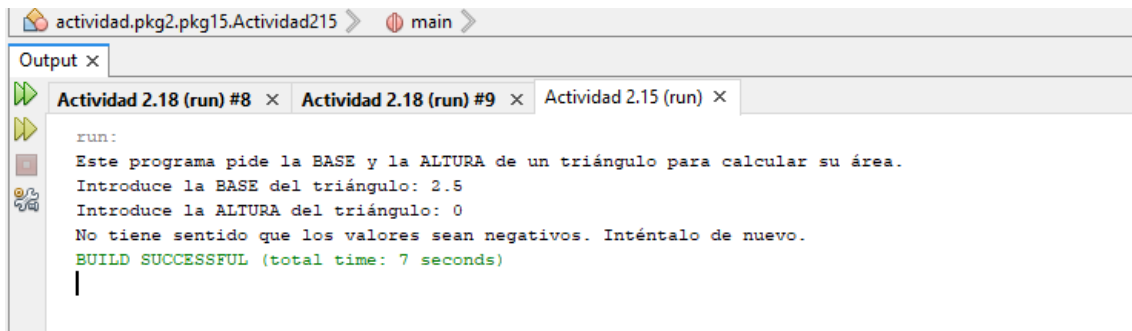 actividad.pkg2.pkg15.Actividad215 main
Output ×
Actividad 2.18 (run) #8 × Actividad 2.18 (run) #9 × Actividad 2.15 (run) ×
run:
Este programa pide la BASE y la ALTURA de un triángulo para calcular su área.
Introduce la BASE del triángulo: 2.5
Introduce la ALTURA del triángulo: 0
No tiene sentido que los valores sean negativos. Inténtalo de nuevo.
BUILD SUCCESSFUL (total time: 7 seconds)